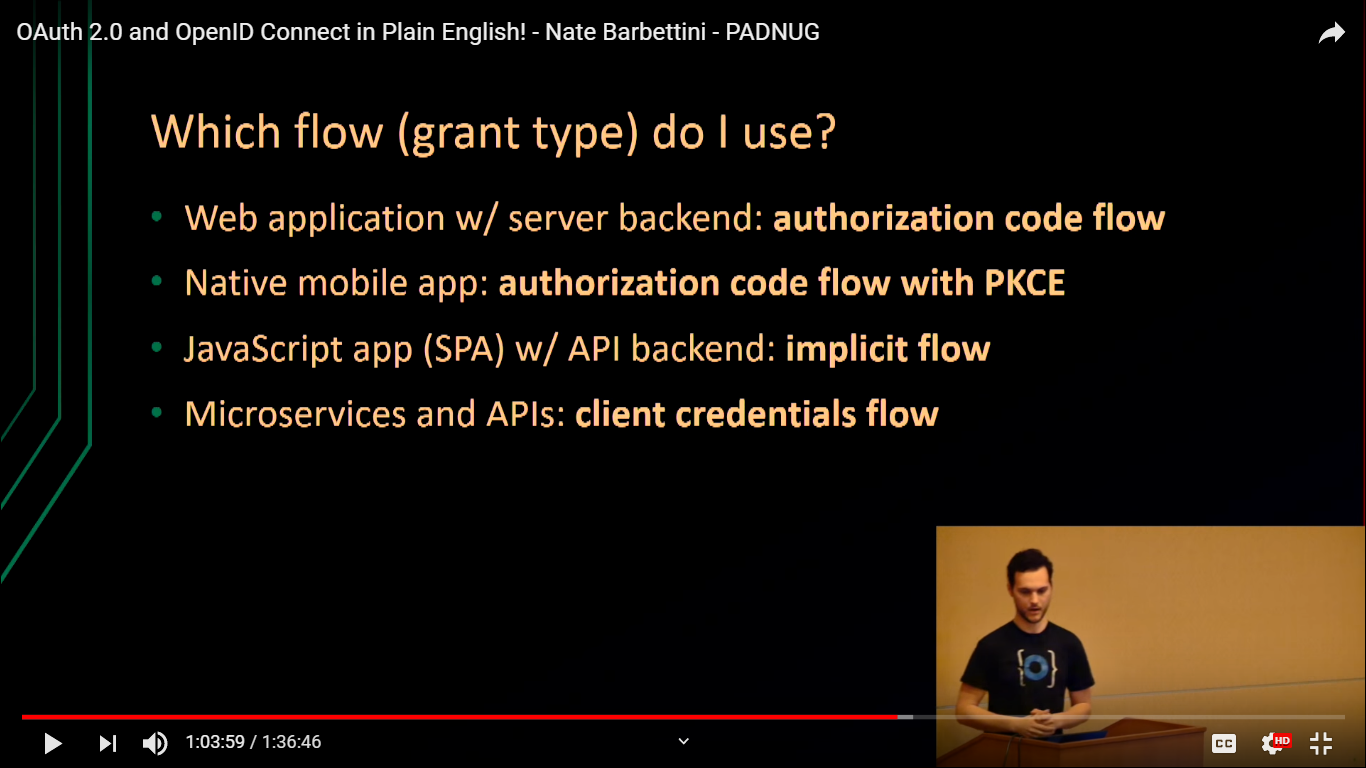 OAuth 2.0 and OpenID Connect in Plain English! - Nate Barbettini - PADNUG
Which flow (grant type) do I use?
• Web application w/ server backend: authorization code flow
• Native mobile app: authorization code flow with PKCE
• JavaScript app (SPA) w/ API backend: implicit flow
• Microservices and APIs: client credentials flow
1:03:59 / 1:36:46
CC
HD